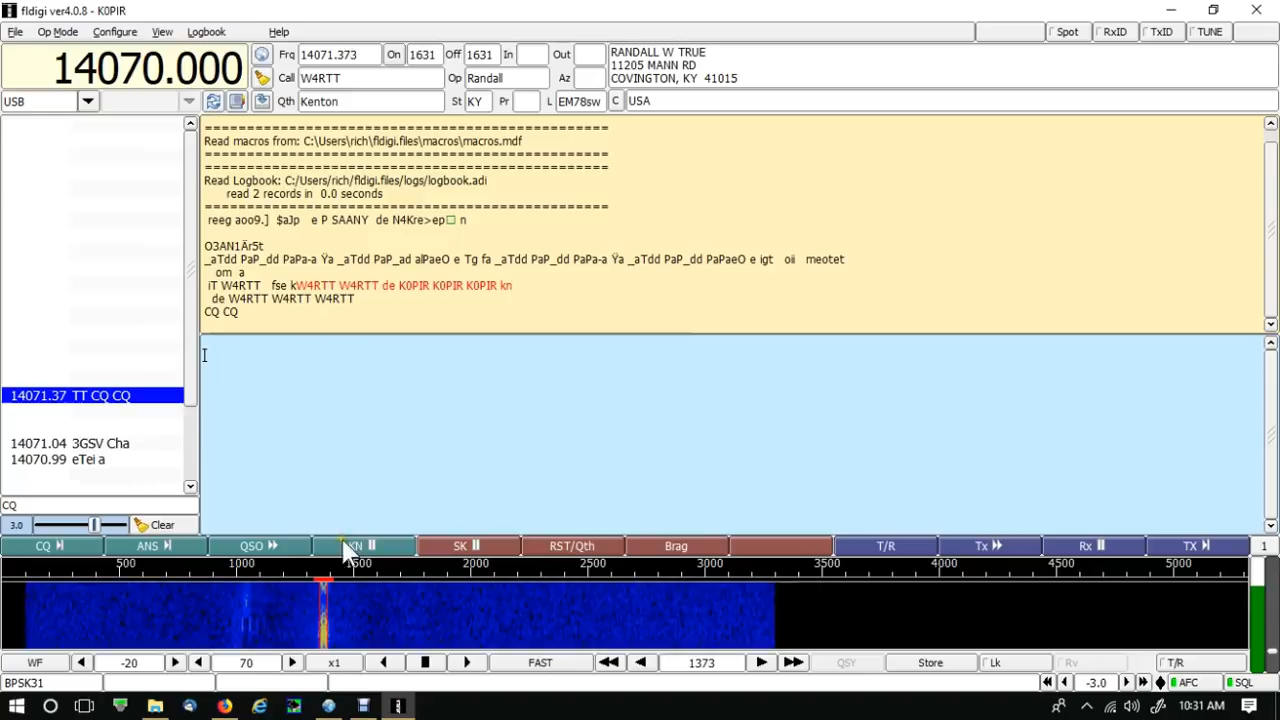 fldigi ver4.0.8 - K0PIR
File Op Mode Configure View Logbook Help Spot RxID TxID TUNE
14070.000
Frq 14071.373 On 1631 Off 1631 In Out
Call W4RTT Op Randall Az
Qth Kenton St KY Pr L EM78sw C USA
RANDALL W TRUE
11205 MANN RD
COVINGTON, KY 41015
USB
==================================================
Read macros from: C:\Users\rich\fldigi.files\macros\macros.mdf
==================================================
==================================================
Read Logbook: C:/Users/rich/fldigi.files/logs/logbook.adi
read 2 records in 0.0 seconds
==================================================
reeg aoo9.] $aJp e P SAANY de N4Kre>ep□ n
O3AN1Är5t
_aTdd PaP_dd PaPa-a Ÿa _aTdd PaP_ad alPaeO e Tg fa _aTdd PaP_dd PaPa-a Ÿa _aTdd PaP_dd PaPaeO e igt oii meotet
om a
iT W4RTT fse kW4RTT W4RTT de K0PIR K0PIR K0PIR kn
de W4RTT W4RTT W4RTT
CQ CQ
14071.37 TT CQ CQ
14071.04 3GSV Cha
14070.99 eTei a
CQ
3.0 Clear
CQ ANS QSO KN SK RST/Qth Brag T/R Tx Rx TX 1
500 1000 1500 2000 2500 3000 3500 4000 4500 5000
WF -20 70 x1 FAST 1373 QSY Store Lk Rv T/R
BPSK31 -3.0 AFC SQL
10:31 AM